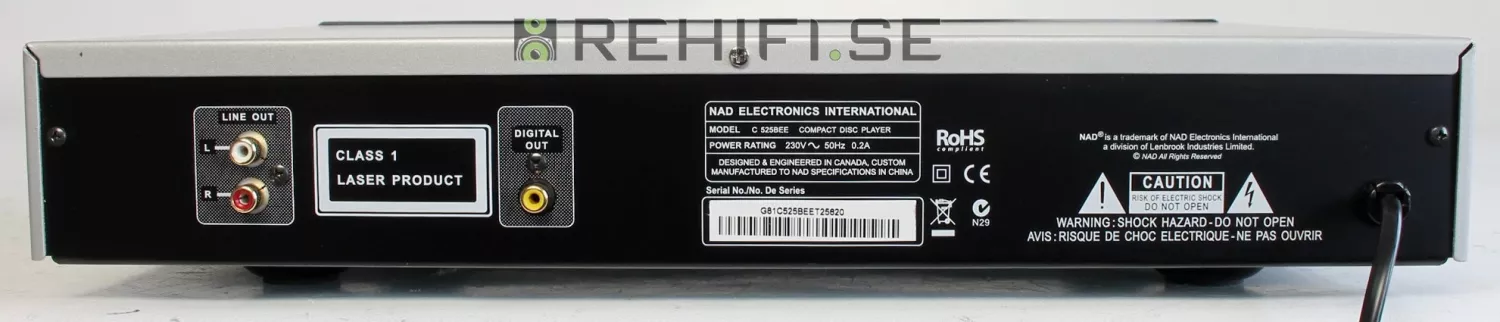 REHIFI.SE
LINE OUT
L
R
CLASS 1
LASER PRODUCT
DIGITAL
OUT
NAD ELECTRONICS INTERNATIONAL
MODEL C 525BEE COMPACT DISC PLAYER
POWER RATING 230V~ 50Hz 0.2A
DESIGNED & ENGINEERED IN CANADA, CUSTOM
MANUFACTURED TO NAD SPECIFICATIONS IN CHINA
Serial No./No. De Series
G81C525BEET25620
RoHS
compliant
CE
N29
NAD® is a trademark of NAD Electronics International
a division of Lenbrook Industries Limited.
© NAD All Rights Reserved
CAUTION
RISK OF ELECTRIC SHOCK
DO NOT OPEN
WARNING : SHOCK HAZARD - DO NOT OPEN
AVIS : RISQUE DE CHOC ELECTRIQUE - NE PAS OUVRIR